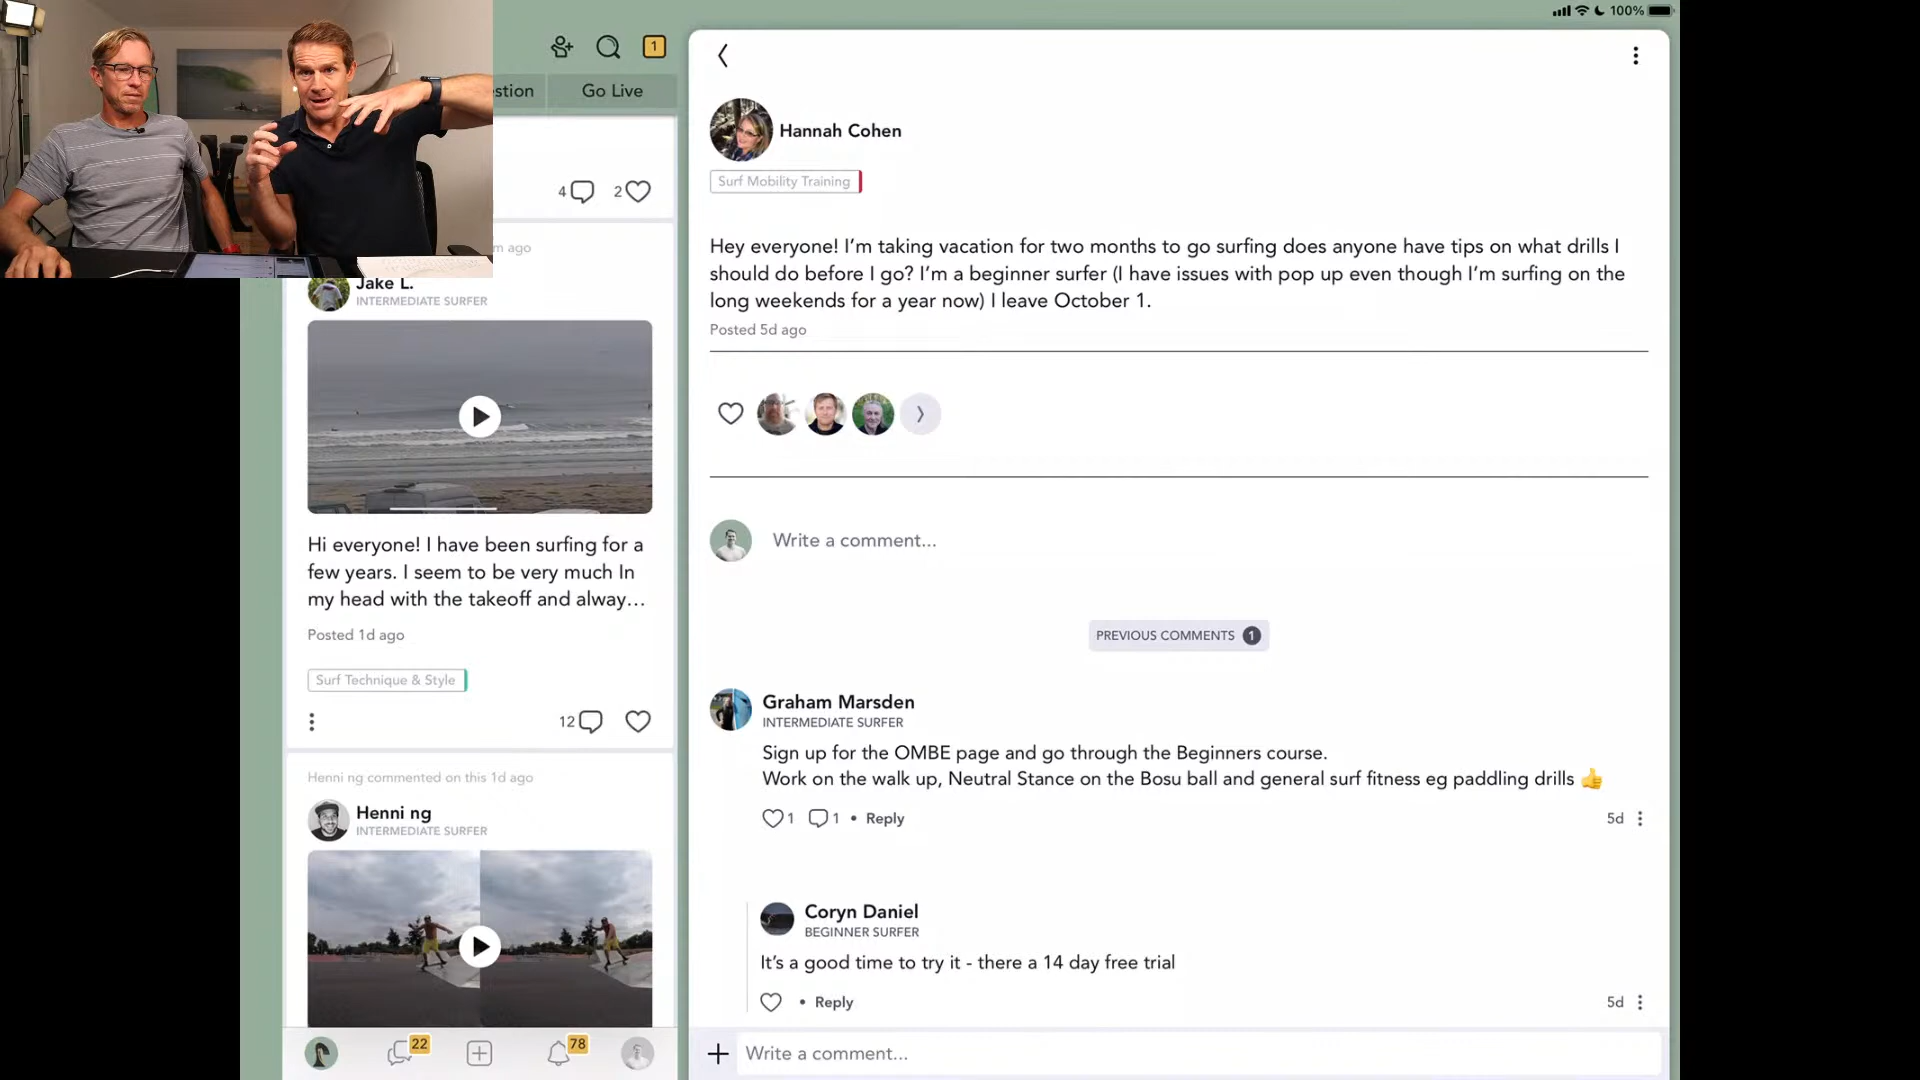 100%
1
stion
Go Live
4
2
m ago
Jake L.
INTERMEDIATE SURFER
Hi everyone! I have been surfing for a
few years. I seem to be very much In
my head with the takeoff and alway...
Posted 1d ago
Surf Technique & Style
12
Henni ng commented on this 1d ago
Henni ng
INTERMEDIATE SURFER
22
78
Hannah Cohen
Surf Mobility Training
Hey everyone! I'm taking vacation for two months to go surfing does anyone have tips on what drills I
should do before I go? I'm a beginner surfer (I have issues with pop up even though I'm surfing on the
long weekends for a year now) I leave October 1.
Posted 5d ago
Write a comment...
PREVIOUS COMMENTS 1
Graham Marsden
INTERMEDIATE SURFER
Sign up for the OMBE page and go through the Beginners course.
Work on the walk up, Neutral Stance on the Bosu ball and general surf fitness eg paddling drills 👍
1 1 • Reply 5d
Coryn Daniel
BEGINNER SURFER
It's a good time to try it - there a 14 day free trial
• Reply 5d
Write a comment...